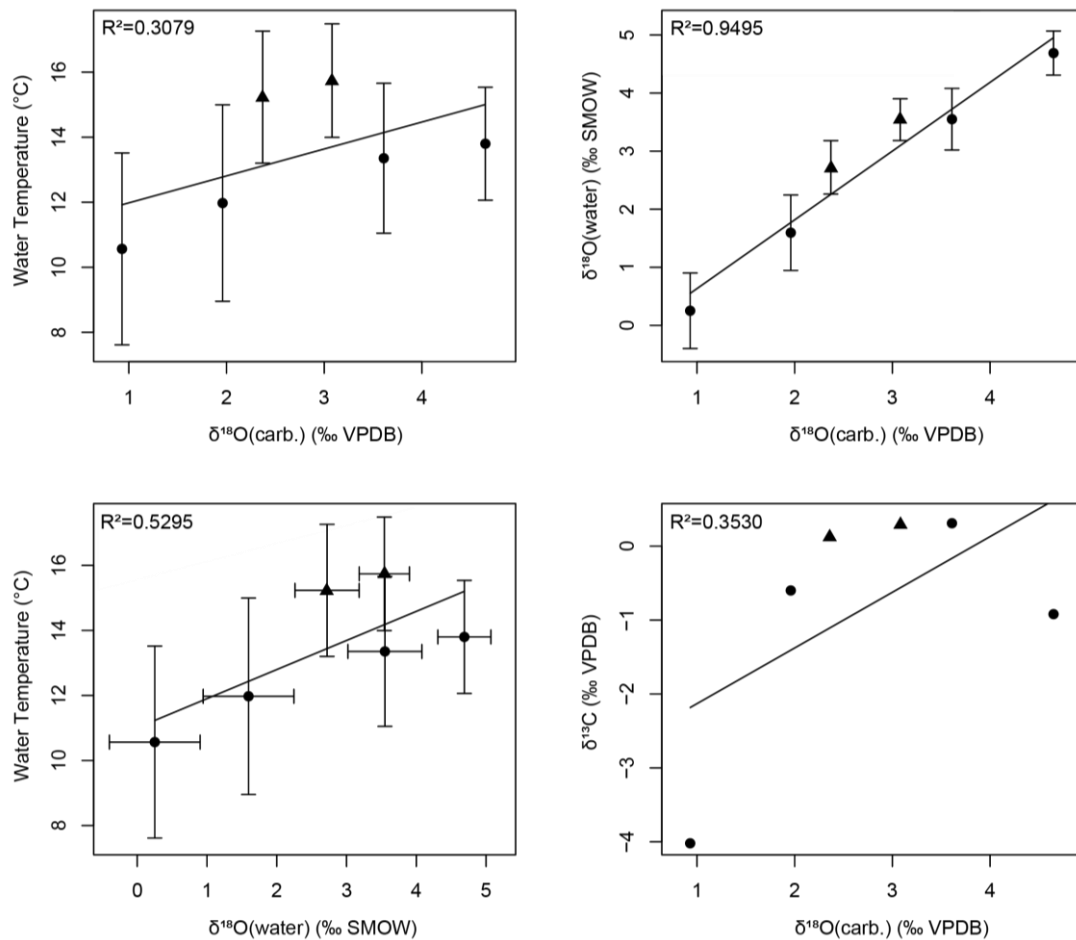 R²=0.3079
Water Temperature (°C)
16
14
12
10
8
1 2 3 4
δ¹⁸O(carb.) (‰ VPDB)
R²=0.9495
δ¹⁸O(water) (‰ SMOW)
5
4
3
2
1
0
1 2 3 4
δ¹⁸O(carb.) (‰ VPDB)
R²=0.5295
Water Temperature (°C)
16
14
12
10
8
0 1 2 3 4 5
δ¹⁸O(water) (‰ SMOW)
R²=0.3530
δ¹³C (‰ VPDB)
0
−1
−2
−3
−4
1 2 3 4
δ¹⁸O(carb.) (‰ VPDB)